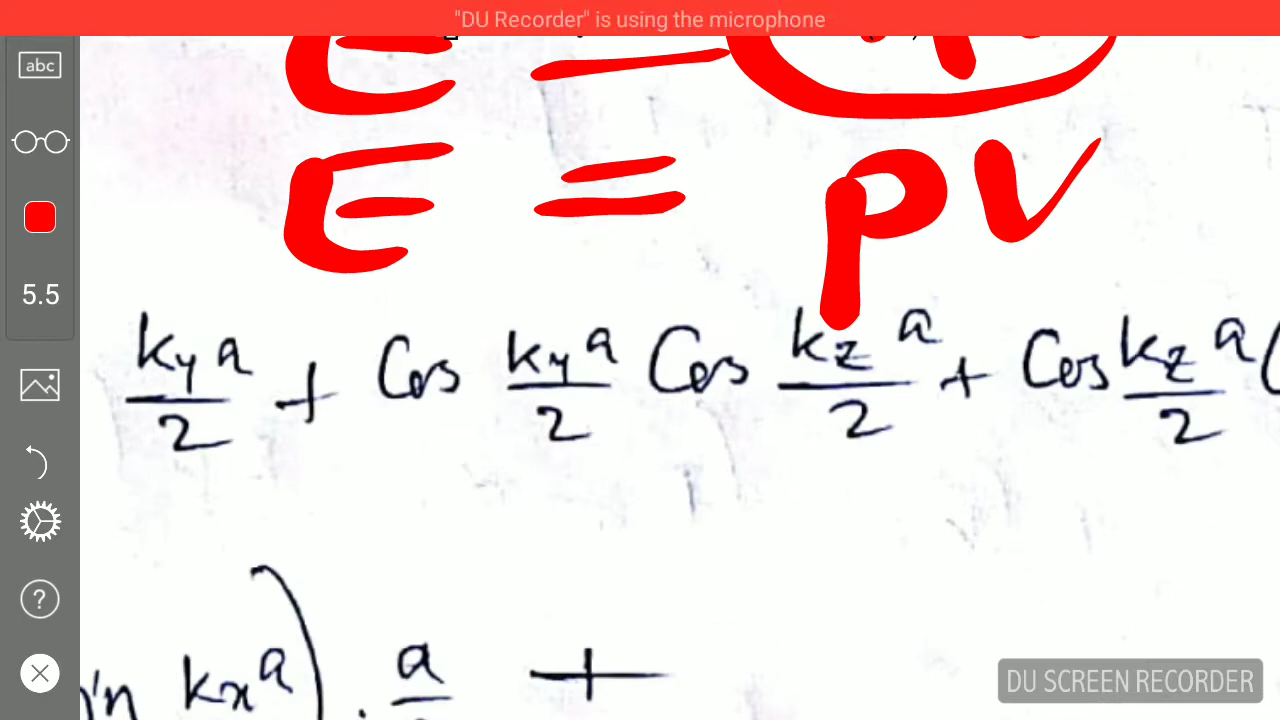 "DU Recorder" is using the microphone
abc
E =
E = pV
5.5
kya/2 + Cos kya/2 Cos kza/2 + Cos kza/2 (
?
in kxa) . a +
DU SCREEN RECORDER